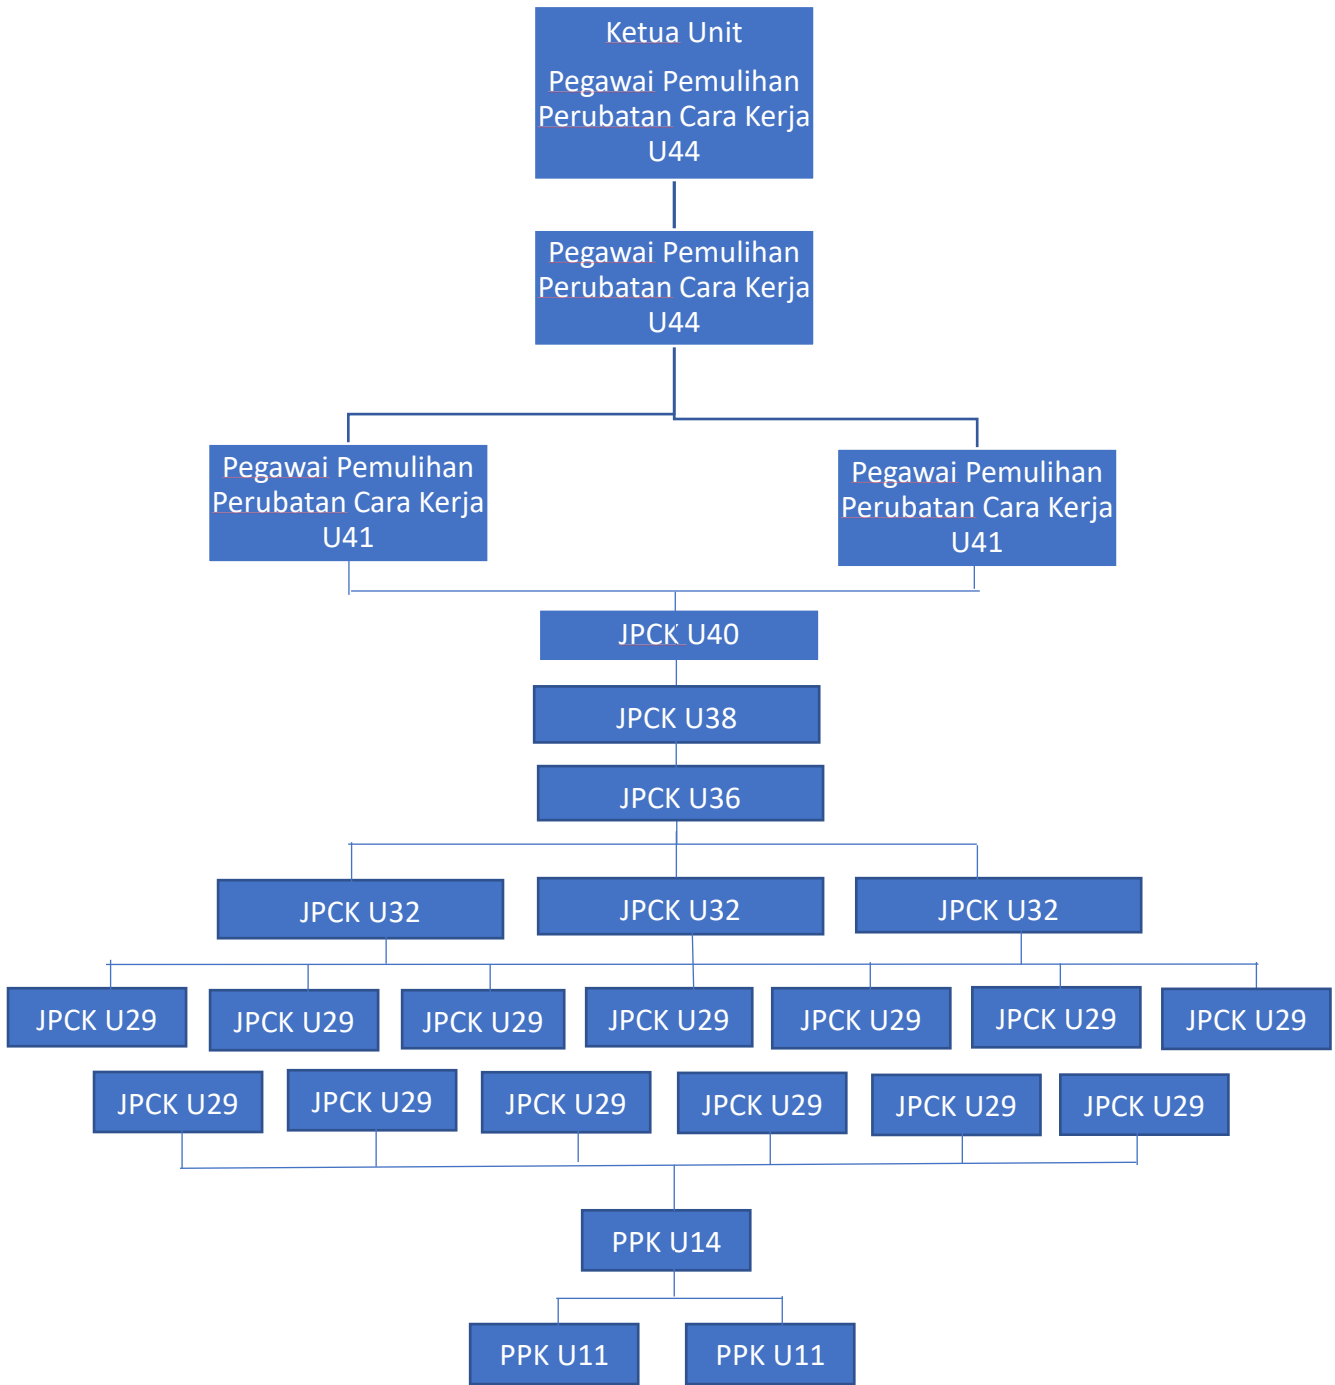 Ketua Unit
Pegawai Pemulihan
Perubatan Cara Kerja
U44
Pegawai Pemulihan
Perubatan Cara Kerja
U44
Pegawai Pemulihan
Perubatan Cara Kerja
U41
Pegawai Pemulihan
Perubatan Cara Kerja
U41
JPCK U40
JPCK U38
JPCK U36
JPCK U32
JPCK U32
JPCK U32
JPCK U29
JPCK U29
JPCK U29
JPCK U29
JPCK U29
JPCK U29
JPCK U29
JPCK U29
JPCK U29
JPCK U29
JPCK U29
JPCK U29
JPCK U29
PPK U14
PPK U11
PPK U11